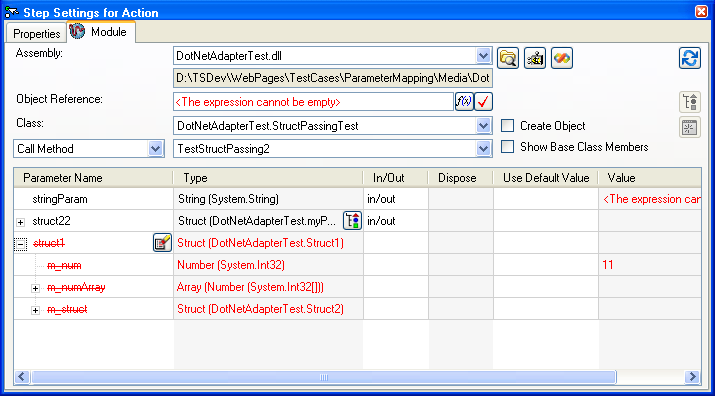 Step Settings for Action
Properties Module
Assembly: DotNetAdapterTest.dll
D:\TSDev\WebPages\TestCases\ParameterMapping\Media\Dot
Object Reference: <The expression cannot be empty> f(x)
Class: DotNetAdapterTest.StructPassingTest Create Object
Call Method TestStructPassing2 Show Base Class Members
Parameter Name Type In/Out Dispose Use Default Value Value
stringParam String (System.String) in/out <The expression can
struct22 Struct (DotNetAdapterTest.myP... in/out
struct1 Struct (DotNetAdapterTest.Struct1)
m_num Number (System.Int32) 11
m_numArray Array (Number (System.Int32[]))
m_struct Struct (DotNetAdapterTest.Struct2)